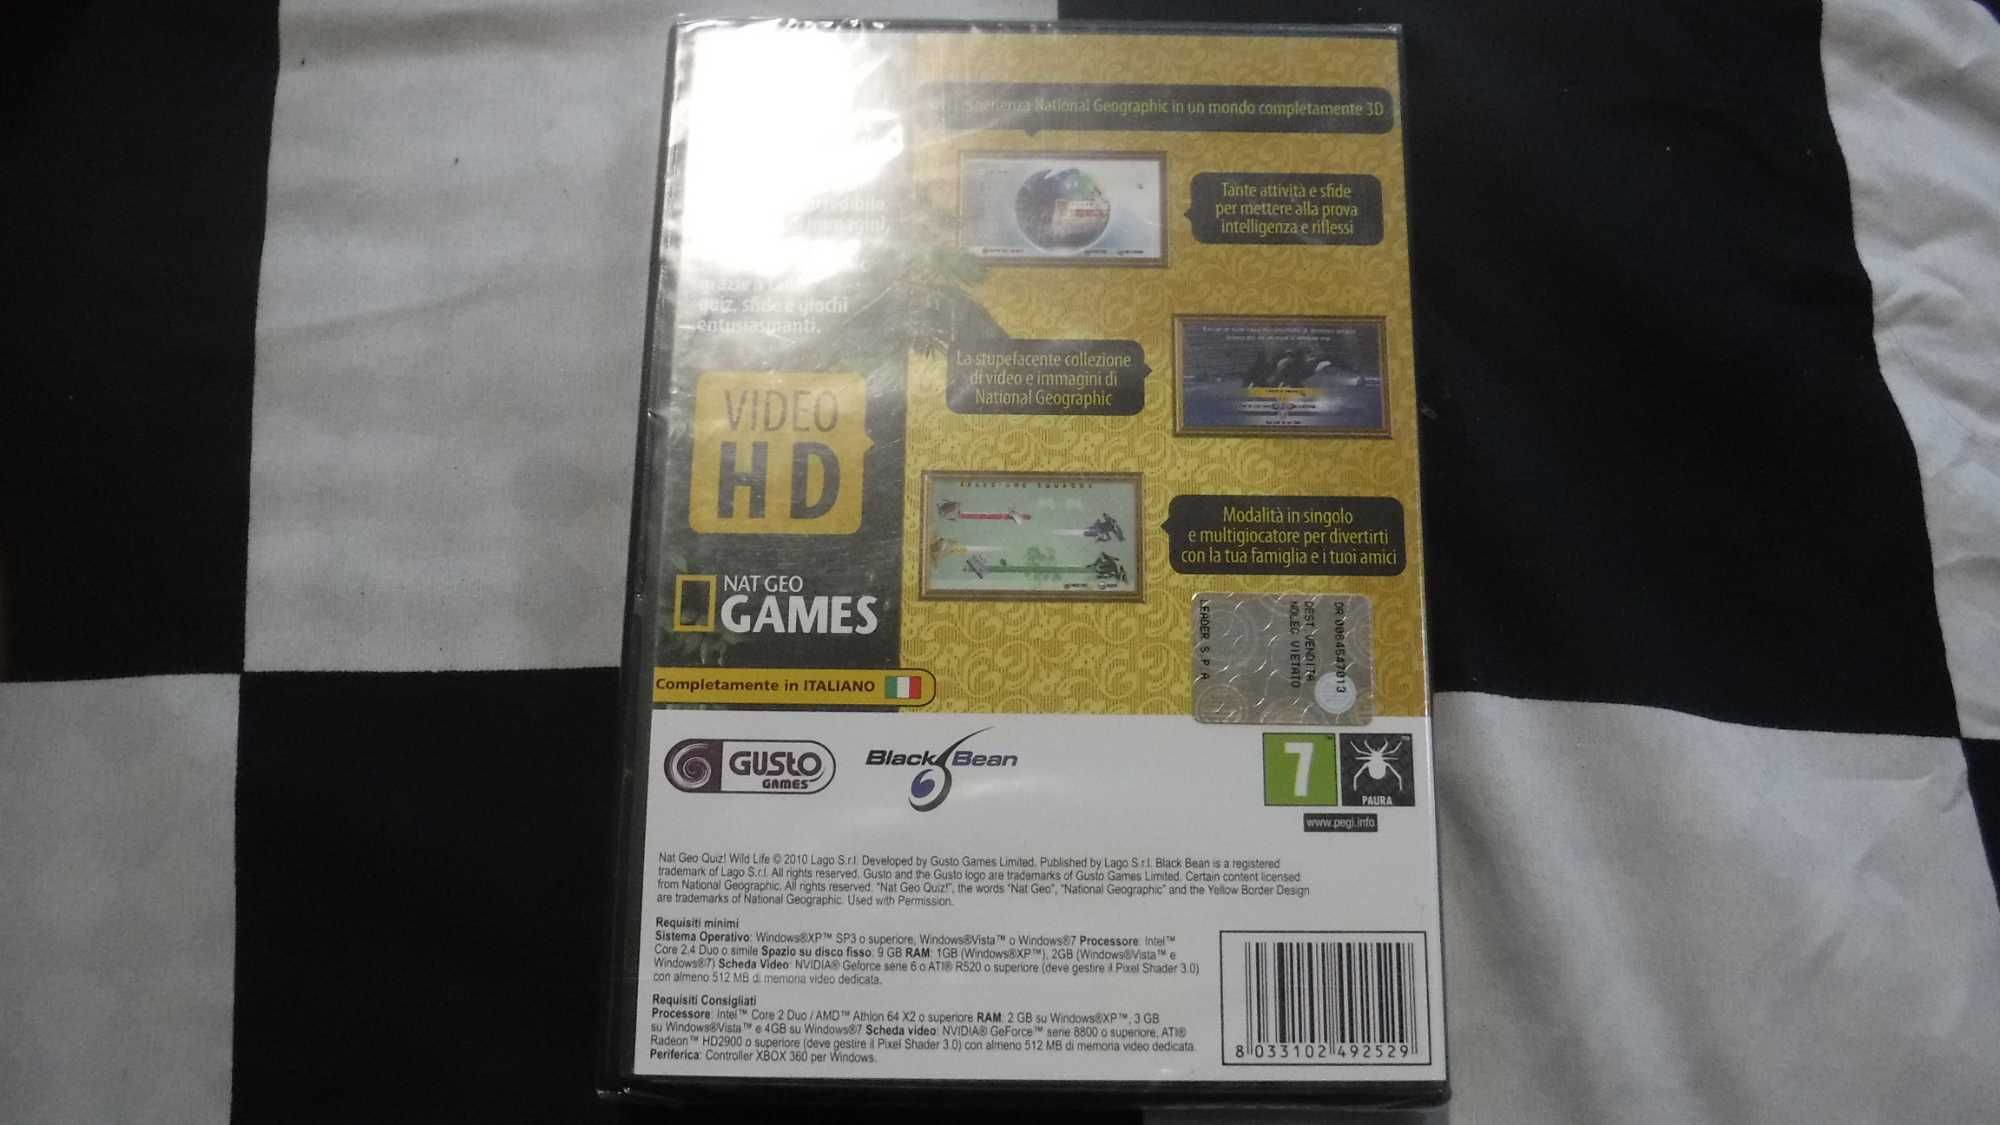 esperienza National Geographic in un mondo completamente 3D
Tante attività e sfide
per mettere alla prova
intelligenza e riflessi
incredibile
immagini,
grazie a
quiz, sfide e giochi
entusiasmanti.
La stupefacente collezione
di video e immagini di
National Geographic
VIDEO
HD
SELEZIONE SQUADRA
Modalità in singolo
e multigiocatore per divertirti
con la tua famiglia e i tuoi amici
NAT GEO
GAMES
DR 0064547013
DEST. VENDITA
NOLEG VIETATO
LEADER S.P.A
Completamente in ITALIANO
GUSTO
GAMES
Black Bean
7
PAURA
www.pegi.info
Nat Geo Quiz! Wild Life © 2010 Lago S.r.l. Developed by Gusto Games Limited. Published by Lago S.r.l. Black Bean is a registered
trademark of Lago S.r.l. All rights reserved. Gusto and the Gusto logo are trademarks of Gusto Games Limited. Certain content licensed
from National Geographic. All rights reserved. "Nat Geo Quiz!", the words "Nat Geo", "National Geographic" and the Yellow Border Design
are trademarks of National Geographic. Used with Permission.
Requisiti minimi
Sistema Operativo: Windows®XP™ SP3 o superiore, Windows®Vista™ o Windows®7 Processore: Intel™
Core 2.4 Duo o simile Spazio su disco fisso: 9 GB RAM: 1GB (Windows®XP™), 2GB (Windows®Vista™ e
Windows®7) Scheda Video: NVIDIA® Geforce serie 6 o ATI® R520 o superiore (deve gestire il Pixel Shader 3.0)
con almeno 512 MB di memoria video dedicata.
Requisiti Consigliati
Processore: Intel™ Core 2 Duo / AMD™ Athlon 64 X2 o superiore RAM: 2 GB su Windows®XP™, 3 GB
su Windows®Vista™ e 4GB su Windows®7 Scheda video: NVIDIA® GeForce™ serie 8800 o superiore, ATI®
Radeon™ HD2900 o superiore (deve gestire il Pixel Shader 3.0) con almeno 512 MB di memoria video dedicata.
Periferica: Controller XBOX 360 per Windows.
8 033102 492529